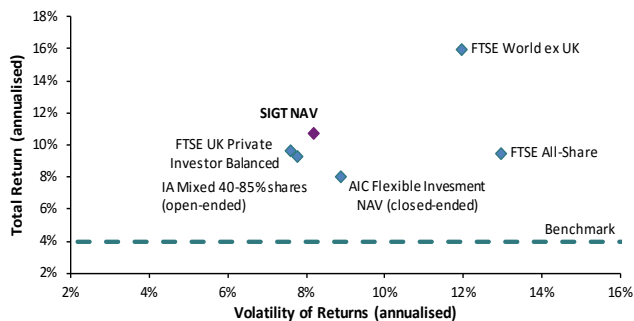 Total Return (annualised)
18%
16%
14%
12%
10%
8%
6%
4%
2%
FTSE World ex UK
SIGT NAV
FTSE UK Private
Investor Balanced
FTSE All-Share
IA Mixed 40-85% shares
(open-ended)
AIC Flexible Invesment
NAV (closed-ended)
Benchmark
2% 4% 6% 8% 10% 12% 14% 16%
Volatility of Returns (annualised)